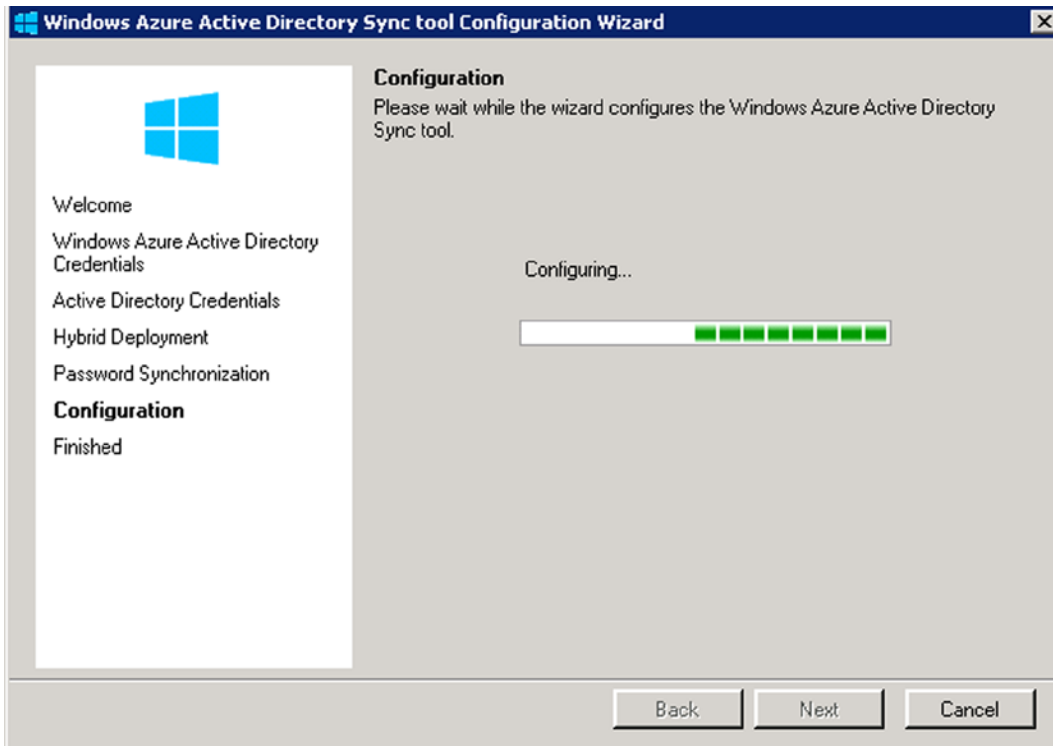 Windows Azure Active Directory Sync tool Configuration Wizard
Configuration
Please wait while the wizard configures the Windows Azure Active Directory
Sync tool.
Welcome
Windows Azure Active Directory
Credentials
Active Directory Credentials
Hybrid Deployment
Password Synchronization
Configuration
Finished
Configuring...
Back
Next
Cancel